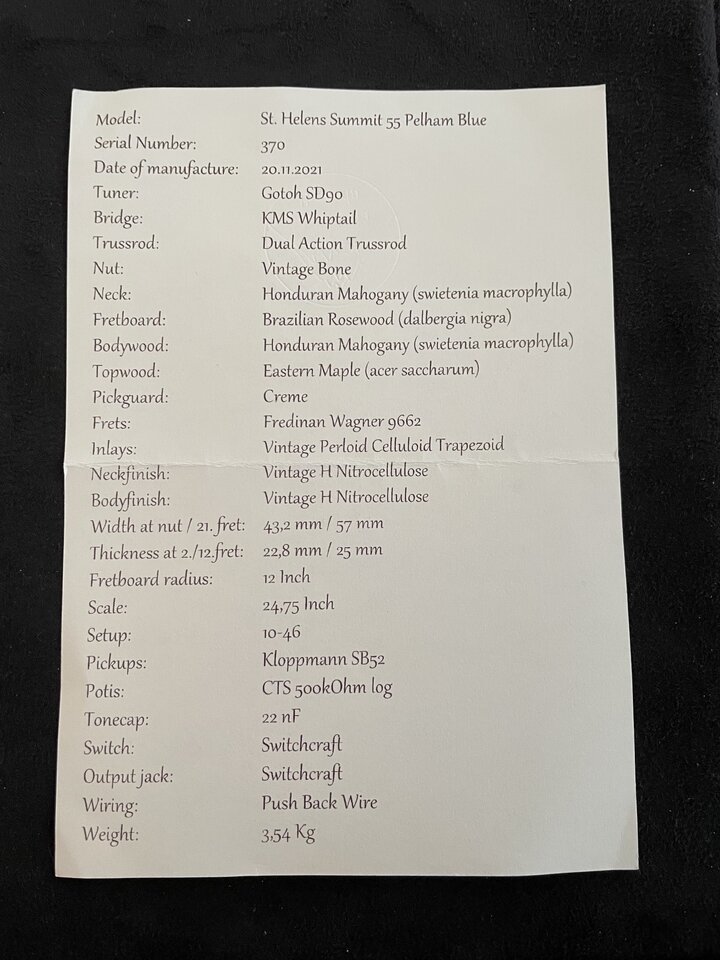 Model: St. Helens Summit 55 Pelham Blue
Serial Number: 370
Date of manufacture: 20.11.2021
Tuner: Gotoh SD90
Bridge: KMS Whiptail
Trussrod: Dual Action Trussrod
Nut: Vintage Bone
Neck: Honduran Mahogany (swietenia macrophylla)
Fretboard: Brazilian Rosewood (dalbergia nigra)
Bodywood: Honduran Mahogany (swietenia macrophylla)
Topwood: Eastern Maple (acer saccharum)
Pickguard: Creme
Frets: Fredinan Wagner 9662
Inlays: Vintage Perloid Celluloid Trapezoid
Neckfinish: Vintage H Nitrocellulose
Bodyfinish: Vintage H Nitrocellulose
Width at nut / 21. fret: 43,2 mm / 57 mm
Thickness at 2./12.fret: 22,8 mm / 25 mm
Fretboard radius: 12 Inch
Scale: 24,75 Inch
Setup: 10-46
Pickups: Kloppmann SB52
Potis: CTS 500kOhm log
Tonecap: 22 nF
Switch: Switchcraft
Output jack: Switchcraft
Wiring: Push Back Wire
Weight: 3,54 Kg